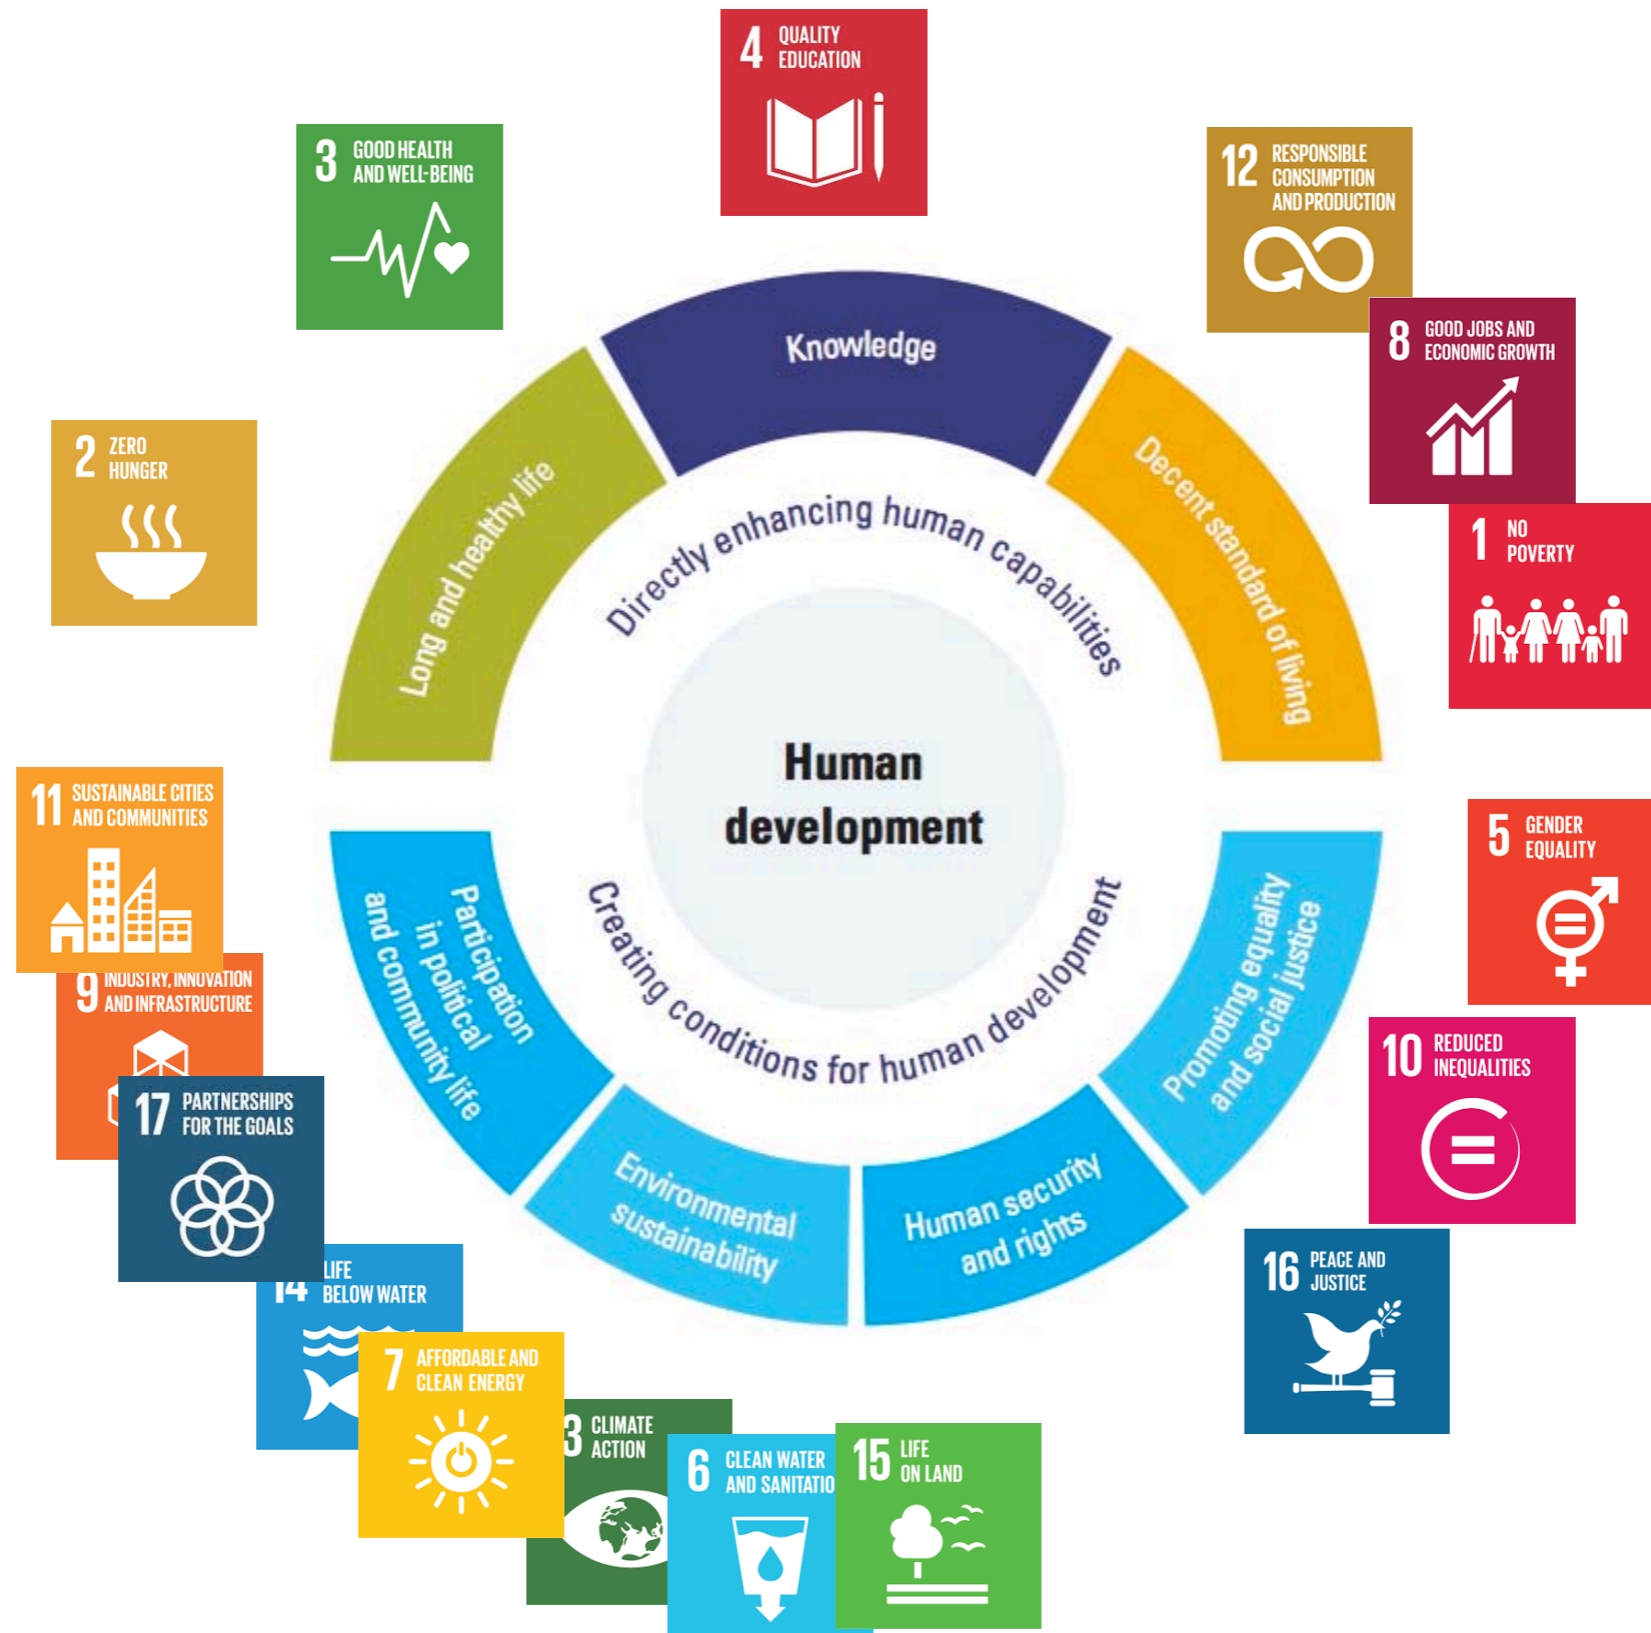 4 QUALITY
EDUCATION
3 GOOD HEALTH
AND WELL-BEING
12 RESPONSIBLE
CONSUMPTION
AND PRODUCTION
8 GOOD JOBS AND
ECONOMIC GROWTH
2 ZERO
HUNGER
1 NO
POVERTY
Knowledge
Long and healthy life
Decent standard of living
Directly enhancing human capabilities
Human
development
Creating conditions for human development
Participation
in political
and community life
Environmental
sustainability
Human security
and rights
Promoting equality
and social justice
11 SUSTAINABLE CITIES
AND COMMUNITIES
5 GENDER
EQUALITY
9 INDUSTRY, INNOVATION
AND INFRASTRUCTURE
10 REDUCED
INEQUALITIES
17 PARTNERSHIPS
FOR THE GOALS
16 PEACE AND
JUSTICE
14 LIFE
BELOW WATER
7 AFFORDABLE AND
CLEAN ENERGY
3 CLIMATE
ACTION
6 CLEAN WATER
AND SANITATIO
15 LIFE
ON LAND